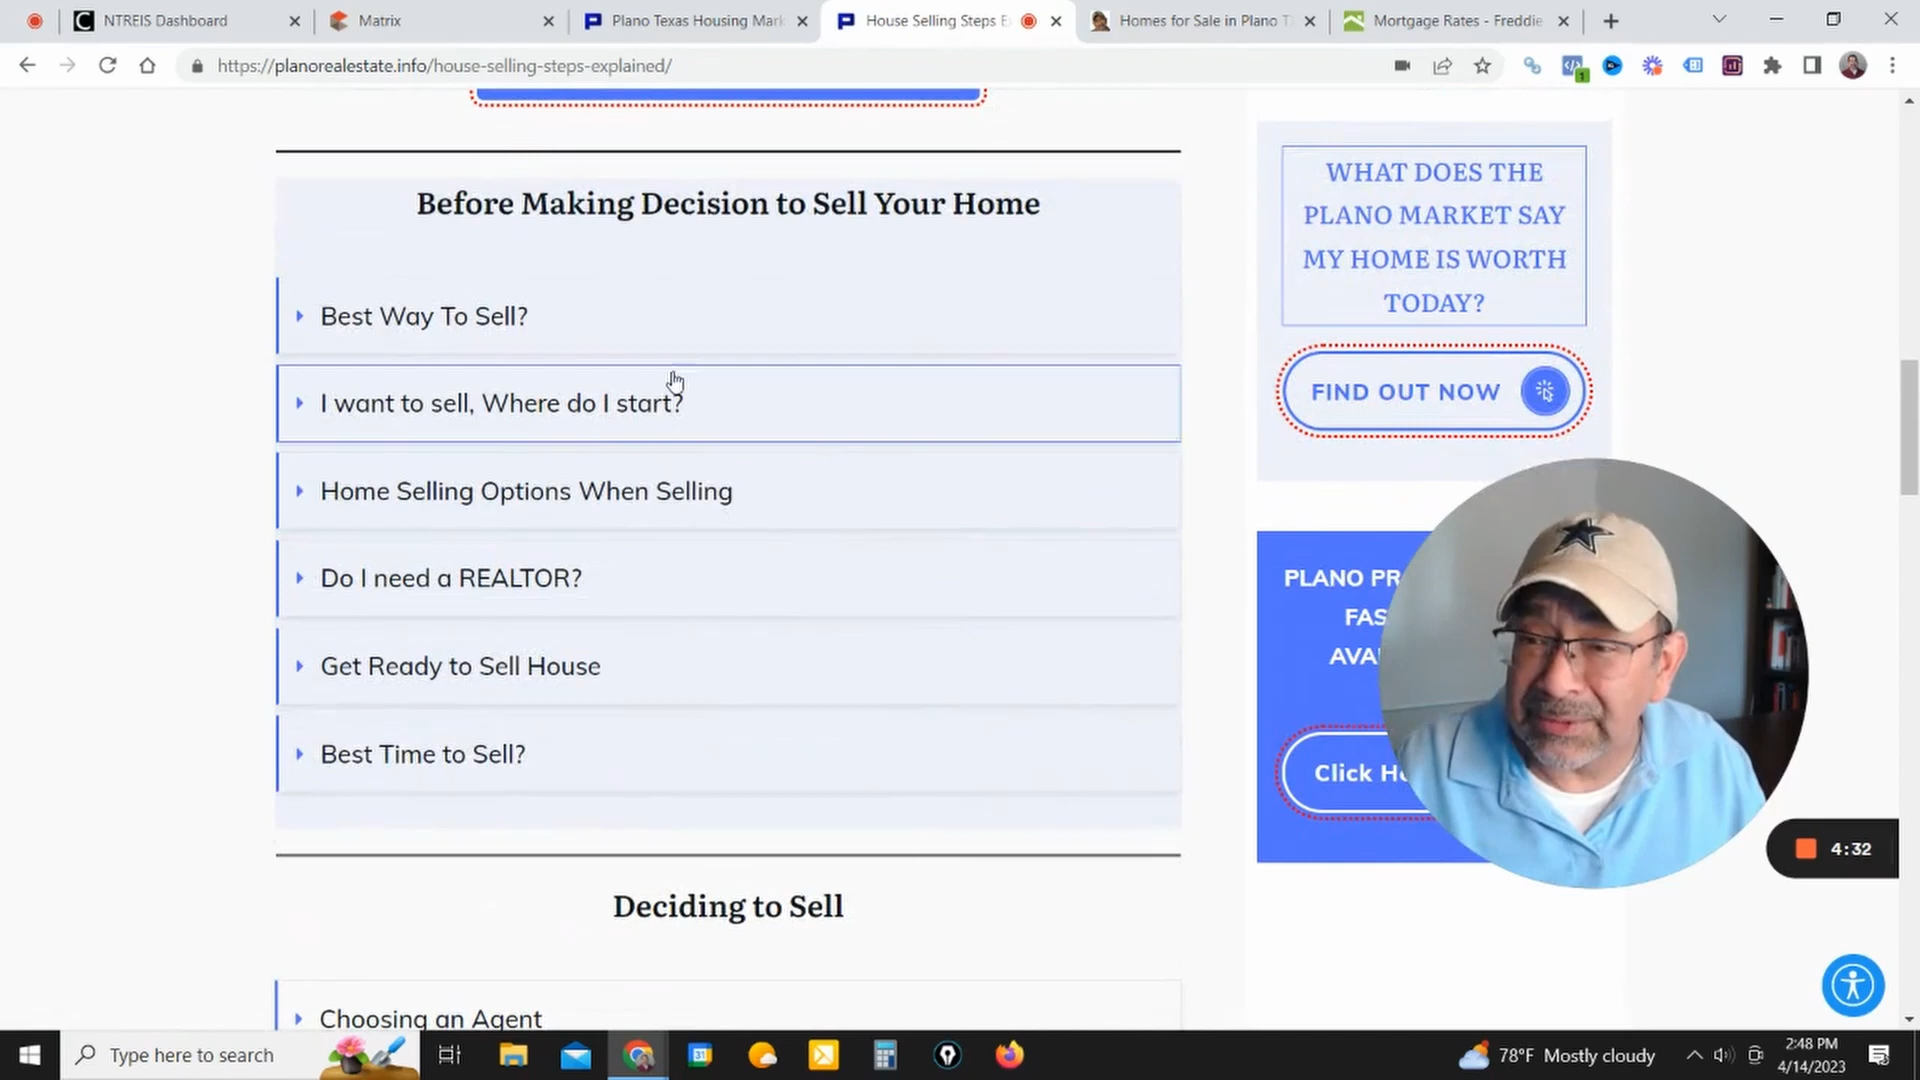 NTREIS Dashboard
Matrix
Plano Texas Housing Mark
House Selling Steps E
Homes for Sale in Plano T
Mortgage Rates - Freddie
https://planorealestate.info/house-selling-steps-explained/
1
Before Making Decision to Sell Your Home
Best Way To Sell?
I want to sell, Where do I start?
Home Selling Options When Selling
Do I need a REALTOR?
Get Ready to Sell House
Best Time to Sell?
Deciding to Sell
Choosing an Agent
WHAT DOES THE
PLANO MARKET SAY
MY HOME IS WORTH
TODAY?
FIND OUT NOW
PLANO PR
FAS
AVA
Click He
4:32
Type here to search
31
78°F Mostly cloudy
2:48 PM
4/14/2023